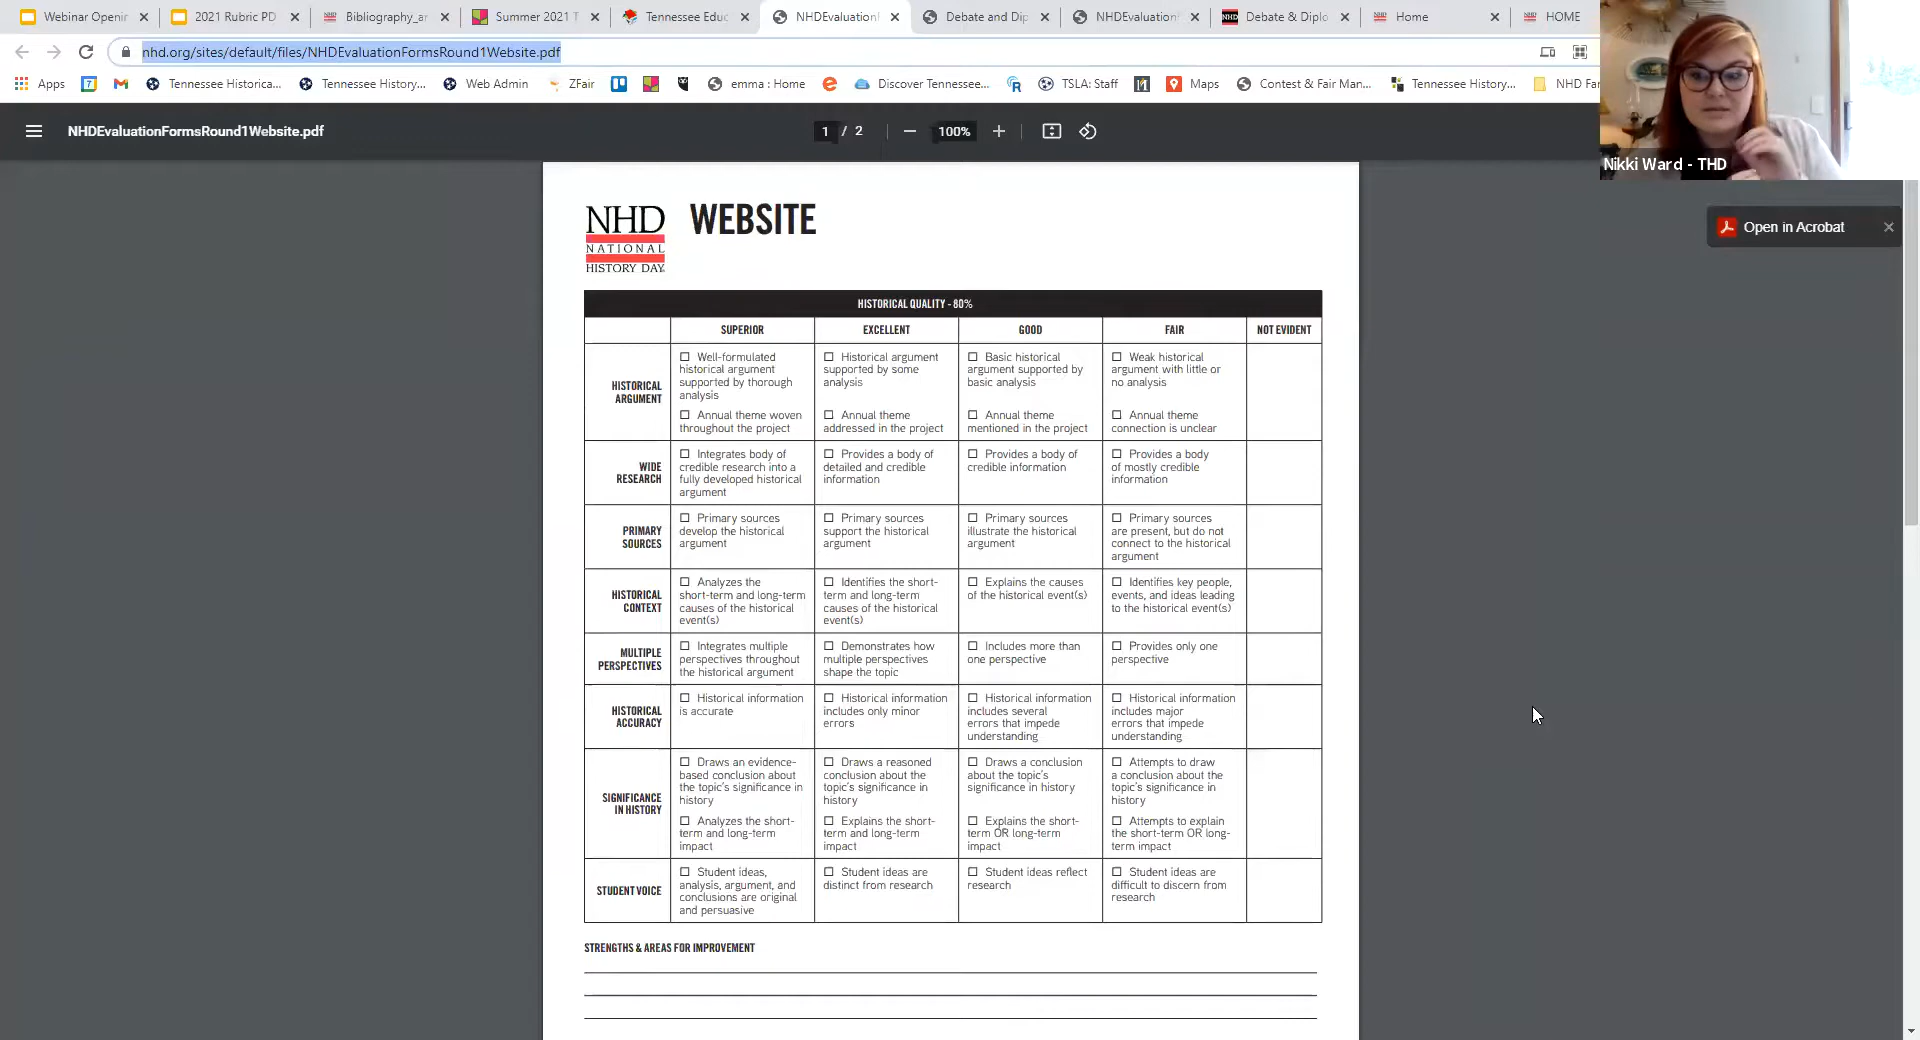 Webinar Openir
2021 Rubric PD
Bibliography_ar
Summer 2021 T
Tennessee Educ
NHDEvaluationF
Debate and Dip
NHDEvaluationF
Debate & Diplo
Home
HOME
nhd.org/sites/default/files/NHDEvaluationFormsRound1Website.pdf
Apps
Tennessee Historica...
Tennessee History...
Web Admin
ZFair
emma : Home
Discover Tennessee...
TSLA: Staff
Maps
Contest & Fair Man...
Tennessee History...
NHD Far
NHDEvaluationFormsRound1Website.pdf
1 / 2
100%
Nikki Ward - THD
Open in Acrobat
NHD
NATIONAL
HISTORY DAY
WEBSITE
HISTORICAL QUALITY - 80%
SUPERIOR
EXCELLENT
GOOD
FAIR
NOT EVIDENT
HISTORICAL
ARGUMENT
Well-formulated
historical argument
supported by thorough
analysis
Annual theme woven
throughout the project
Historical argument
supported by some
analysis
Annual theme
addressed in the project
Basic historical
argument supported by
basic analysis
Annual theme
mentioned in the project
Weak historical
argument with little or
no analysis
Annual theme
connection is unclear
WIDE
RESEARCH
Integrates body of
credible research into a
fully developed historical
argument
Provides a body of
detailed and credible
information
Provides a body of
credible information
Provides a body
of mostly credible
information
PRIMARY
SOURCES
Primary sources
develop the historical
argument
Primary sources
support the historical
argument
Primary sources
illustrate the historical
argument
Primary sources
are present, but do not
connect to the historical
argument
HISTORICAL
CONTEXT
Analyzes the
short-term and long-term
causes of the historical
event(s)
Identifies the short-
term and long-term
causes of the historical
event(s)
Explains the causes
of the historical event(s)
Identifies key people,
events, and ideas leading
to the historical event(s)
MULTIPLE
PERSPECTIVES
Integrates multiple
perspectives throughout
the historical argument
Demonstrates how
multiple perspectives
shape the topic
Includes more than
one perspective
Provides only one
perspective
HISTORICAL
ACCURACY
Historical information
is accurate
Historical information
includes only minor
errors
Historical information
includes several
errors that impede
understanding
Historical information
includes major
errors that impede
understanding
SIGNIFICANCE
IN HISTORY
Draws an evidence-
based conclusion about
the topic's significance in
history
Analyzes the short-
term and long-term
impact
Draws a reasoned
conclusion about the
topic's significance in
history
Explains the short-
term and long-term
impact
Draws a conclusion
about the topic's
significance in history
Explains the short-
term OR long-term
impact
Attempts to draw
a conclusion about the
topic's significance in
history
Attempts to explain
the short-term OR long-
term impact
STUDENT VOICE
Student ideas,
analysis, argument, and
conclusions are original
and persuasive
Student ideas are
distinct from research
Student ideas reflect
research
Student ideas are
difficult to discern from
research
STRENGTHS & AREAS FOR IMPROVEMENT